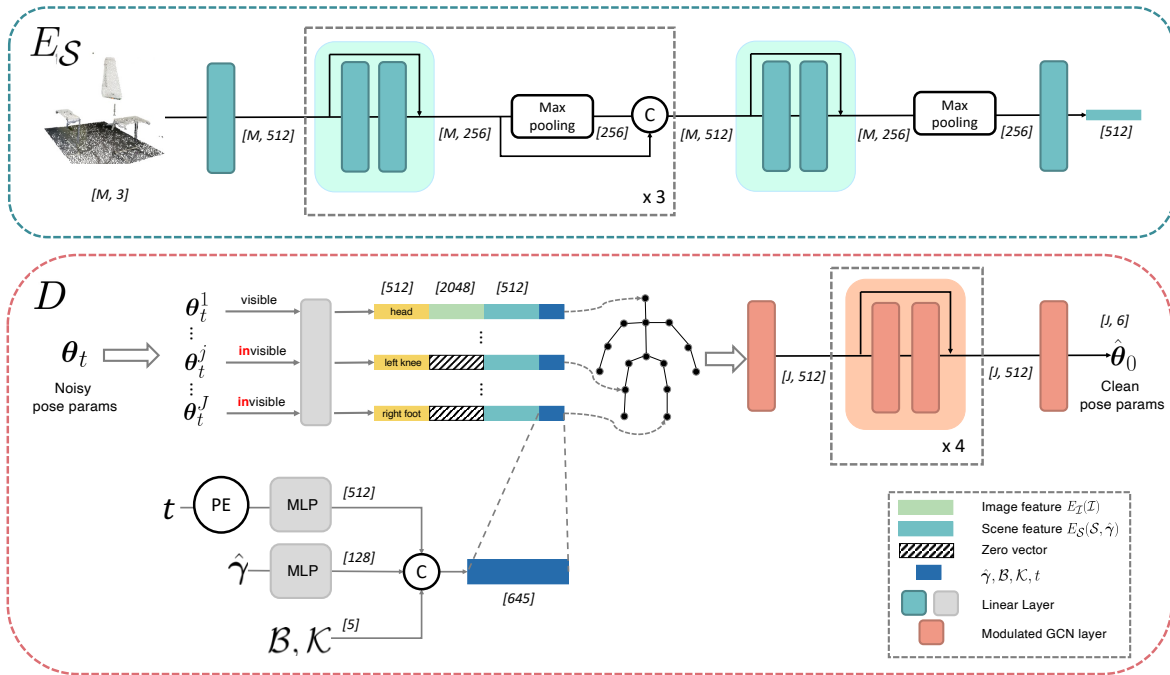 E_S
[M, 3]
[M, 512]
[M, 256]
Max
pooling
[256]
C
x 3
[M, 512]
[M, 256]
Max
pooling
[256]
[512]
D
θ_t
Noisy
pose params
θ_t^1
⋮
θ_t^j
⋮
θ_t^J
visible
invisible
invisible
[512] [2048] [512]
head
⋮
left knee
⋮
right foot
t
PE
MLP
[512]
γ̂
MLP
[128]
B, K
[5]
C
[645]
[J, 512]
x 4
[J, 512]
[J, 6]
θ̂_0
Clean
pose params
Image feature E_I(I)
Scene feature E_S(S, γ̂)
Zero vector
γ̂, B, K, t
Linear Layer
Modulated GCN layer